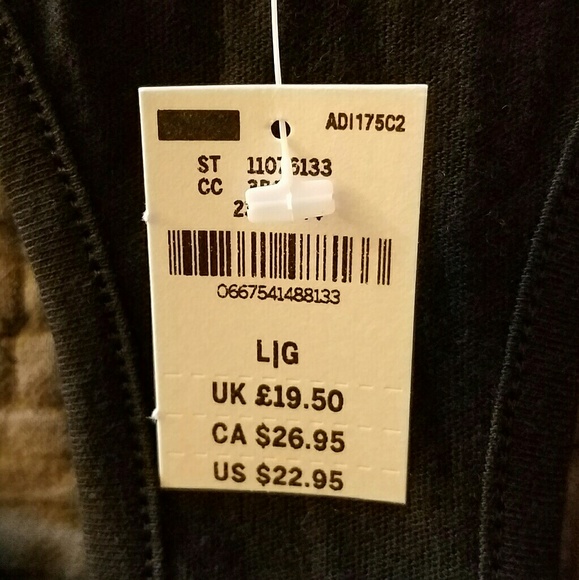 ADI175C2
ST 11076133
CC
0667541488133
L|G
UK £19.50
CA $26.95
US $22.95